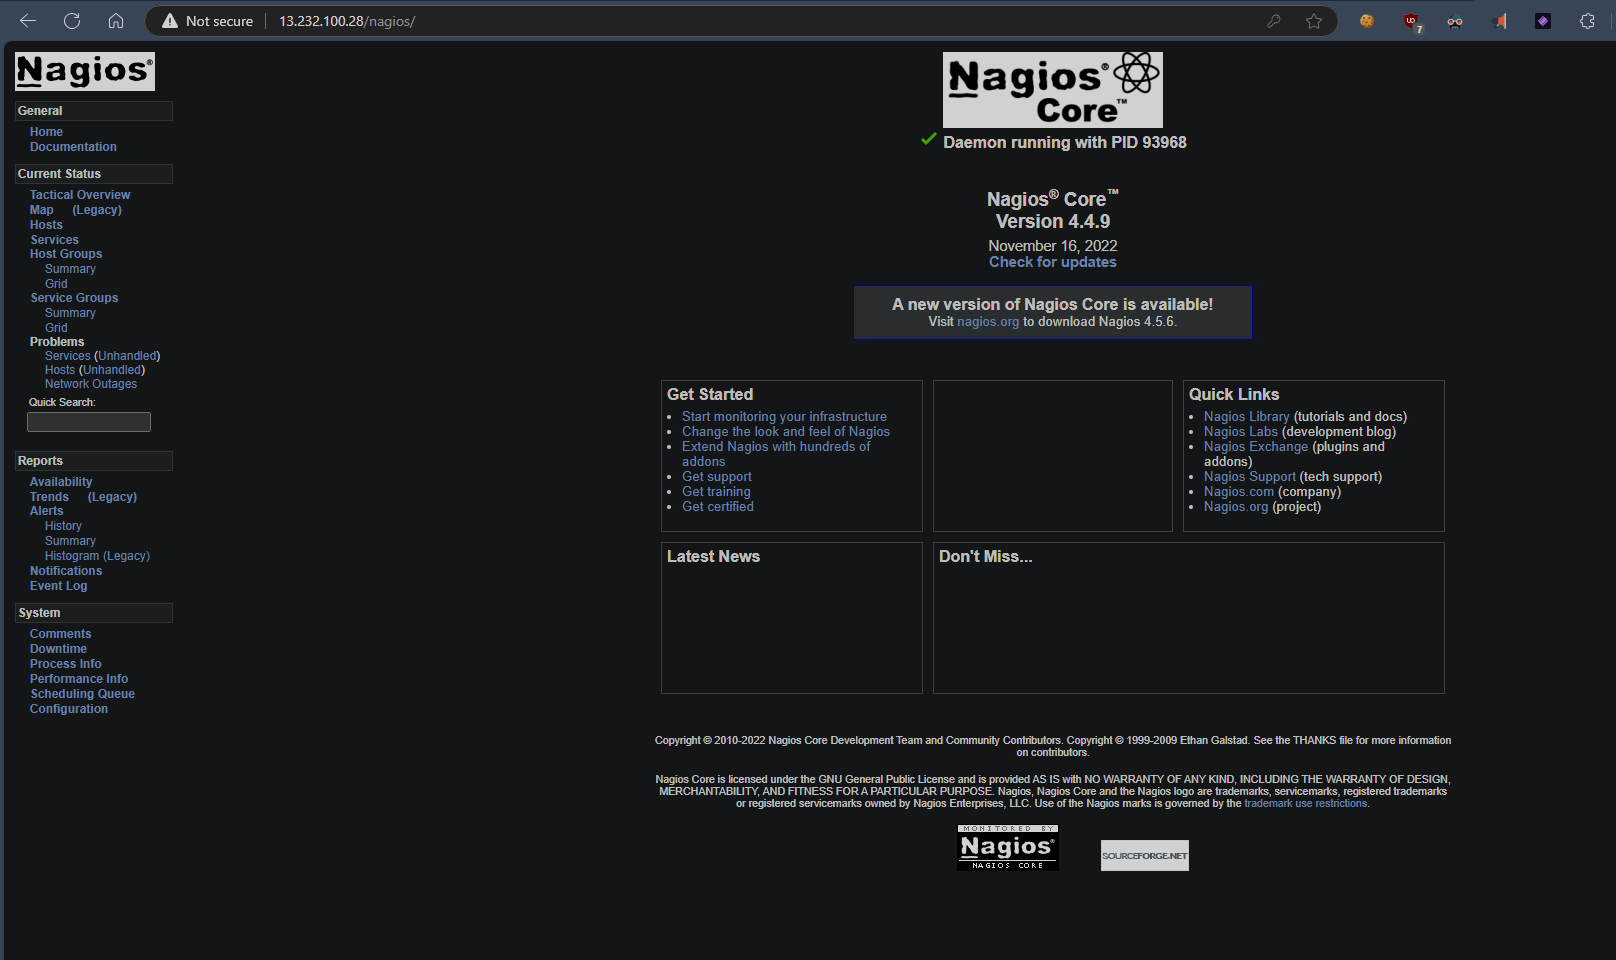 Not secure
13.232.100.28/nagios/
7
Nagios®
General
Home
Documentation
Current Status
Tactical Overview
Map (Legacy)
Hosts
Services
Host Groups
Summary
Grid
Service Groups
Summary
Grid
Problems
Services (Unhandled)
Hosts (Unhandled)
Network Outages
Quick Search:
Reports
Availability
Trends (Legacy)
Alerts
History
Summary
Histogram (Legacy)
Notifications
Event Log
System
Comments
Downtime
Process Info
Performance Info
Scheduling Queue
Configuration
Nagios®
Core™
Daemon running with PID 93968
Nagios® Core™
Version 4.4.9
November 16, 2022
Check for updates
A new version of Nagios Core is available!
Visit nagios.org to download Nagios 4.5.6.
Get Started
Start monitoring your infrastructure
Change the look and feel of Nagios
Extend Nagios with hundreds of
addons
Get support
Get training
Get certified
Quick Links
Nagios Library (tutorials and docs)
Nagios Labs (development blog)
Nagios Exchange (plugins and
addons)
Nagios Support (tech support)
Nagios.com (company)
Nagios.org (project)
Latest News
Don't Miss...
Copyright © 2010-2022 Nagios Core Development Team and Community Contributors. Copyright © 1999-2009 Ethan Galstad. See the THANKS file for more information
on contributors.
Nagios Core is licensed under the GNU General Public License and is provided AS IS with NO WARRANTY OF ANY KIND, INCLUDING THE WARRANTY OF DESIGN,
MERCHANTABILITY, AND FITNESS FOR A PARTICULAR PURPOSE. Nagios, Nagios Core and the Nagios logo are trademarks, servicemarks, registered trademarks
or registered servicemarks owned by Nagios Enterprises, LLC. Use of the Nagios marks is governed by the trademark use restrictions.
MONITORED BY
Nagios®
NAGIOS CORE
SOURCEFORGE.NET